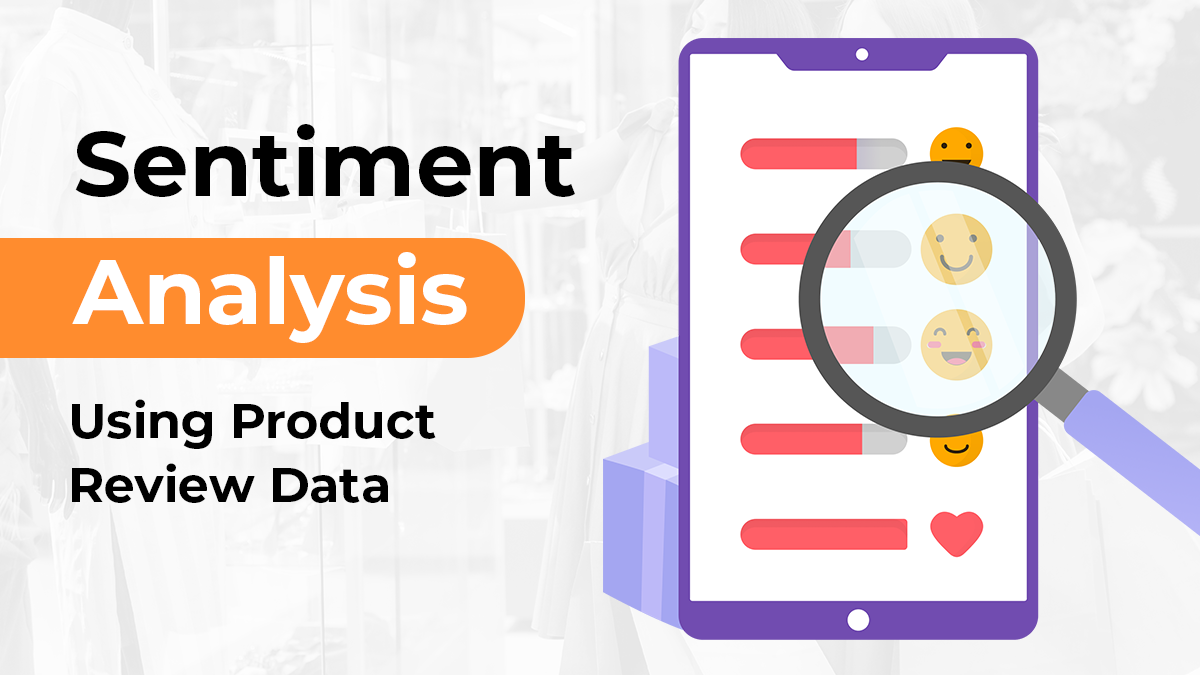 Sentiment
Analysis
Using Product
Review Data